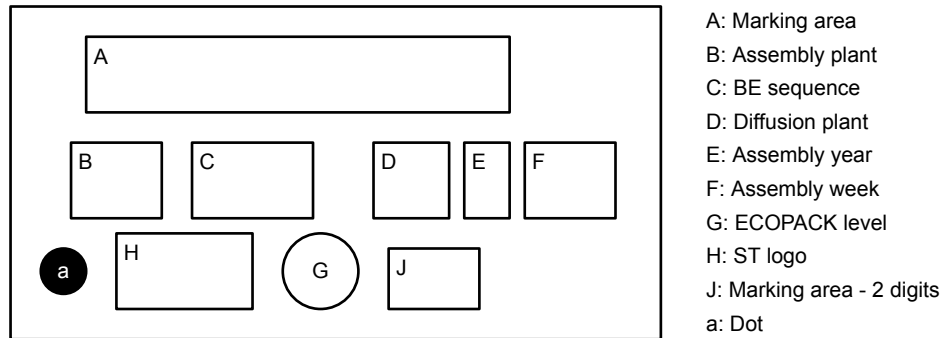 A
B C D E F
a H G J
A: Marking area
B: Assembly plant
C: BE sequence
D: Diffusion plant
E: Assembly year
F: Assembly week
G: ECOPACK level
H: ST logo
J: Marking area - 2 digits
a: Dot